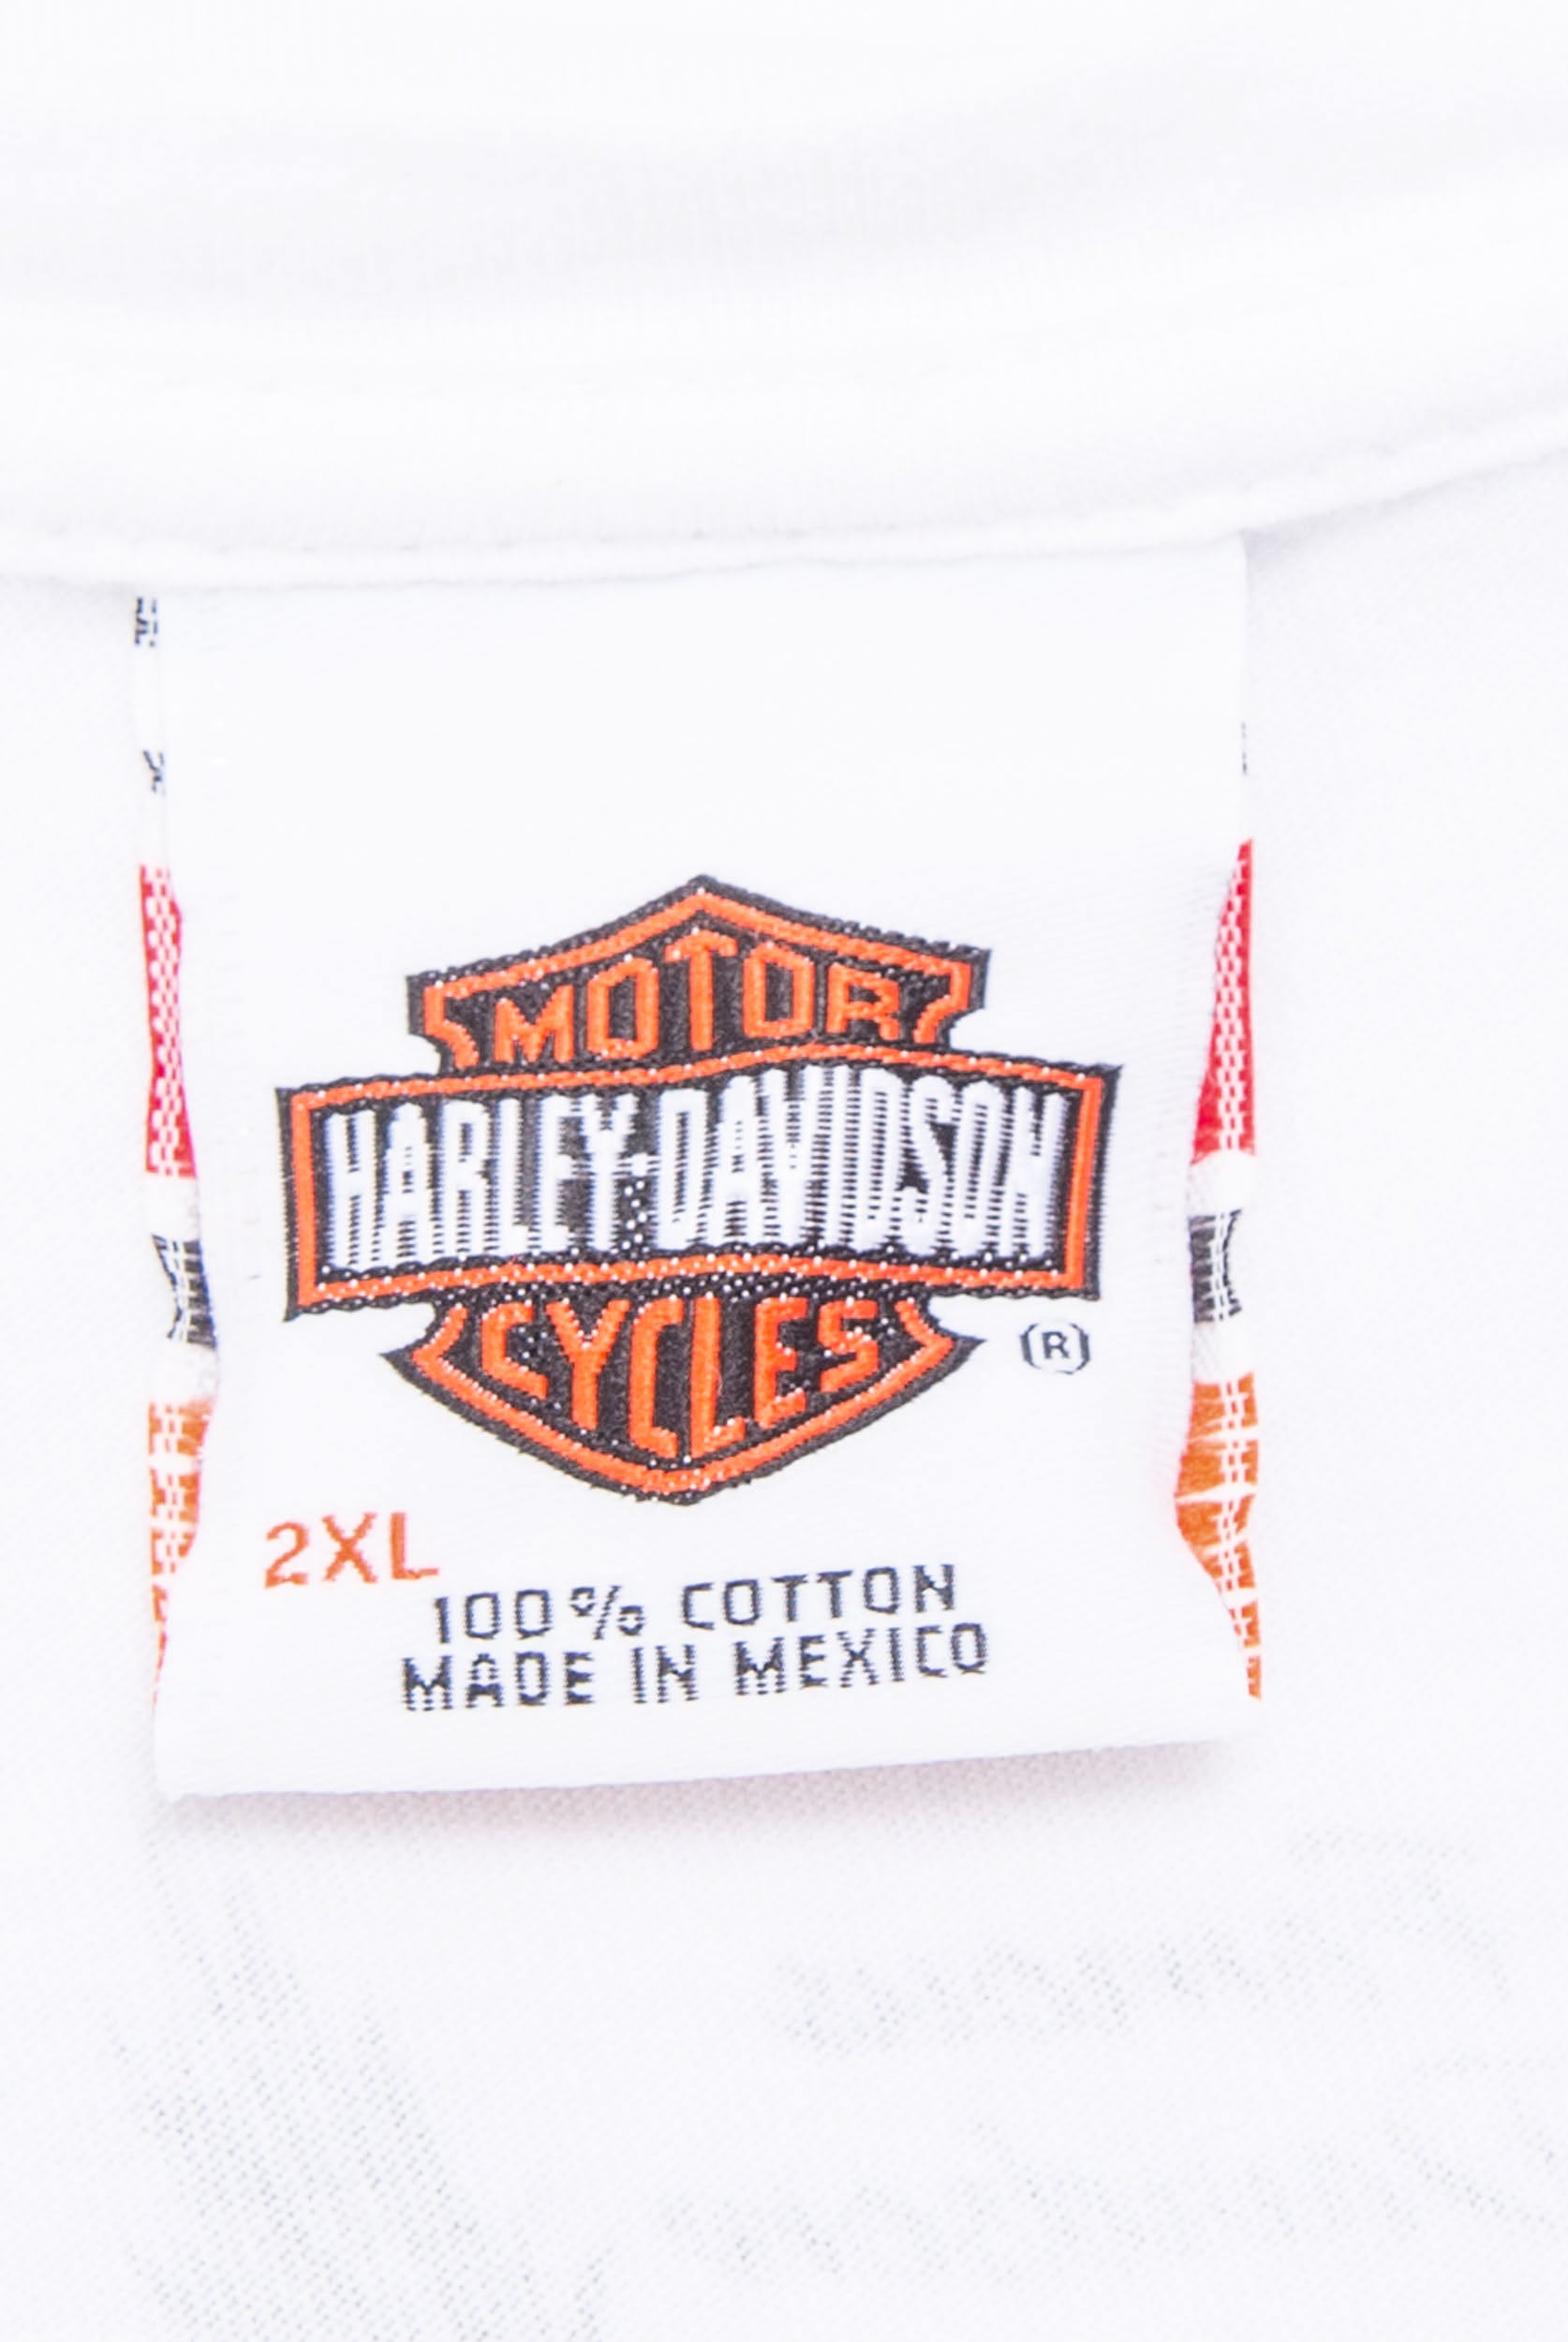 MOTOR
HARLEY-DAVIDSON
CYCLES
(R)
2XL
100% COTTON
MADE IN MEXICO